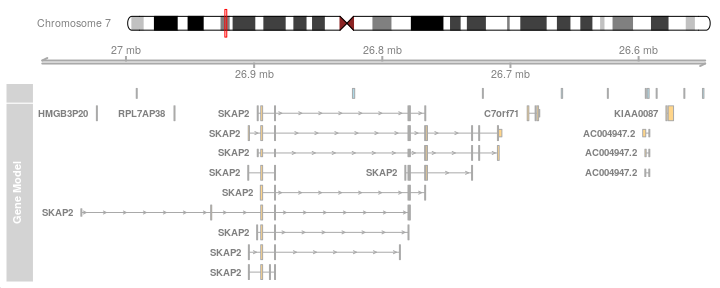 Chromosome 7
27 mb 26.8 mb 26.6 mb
26.9 mb 26.7 mb
HMGB3P20 RPL7AP38 SKAP2 C7orf71 KIAA0087
SKAP2 AC004947.2
SKAP2 AC004947.2
SKAP2 SKAP2 AC004947.2
SKAP2
SKAP2
SKAP2
SKAP2
SKAP2
Gene Model